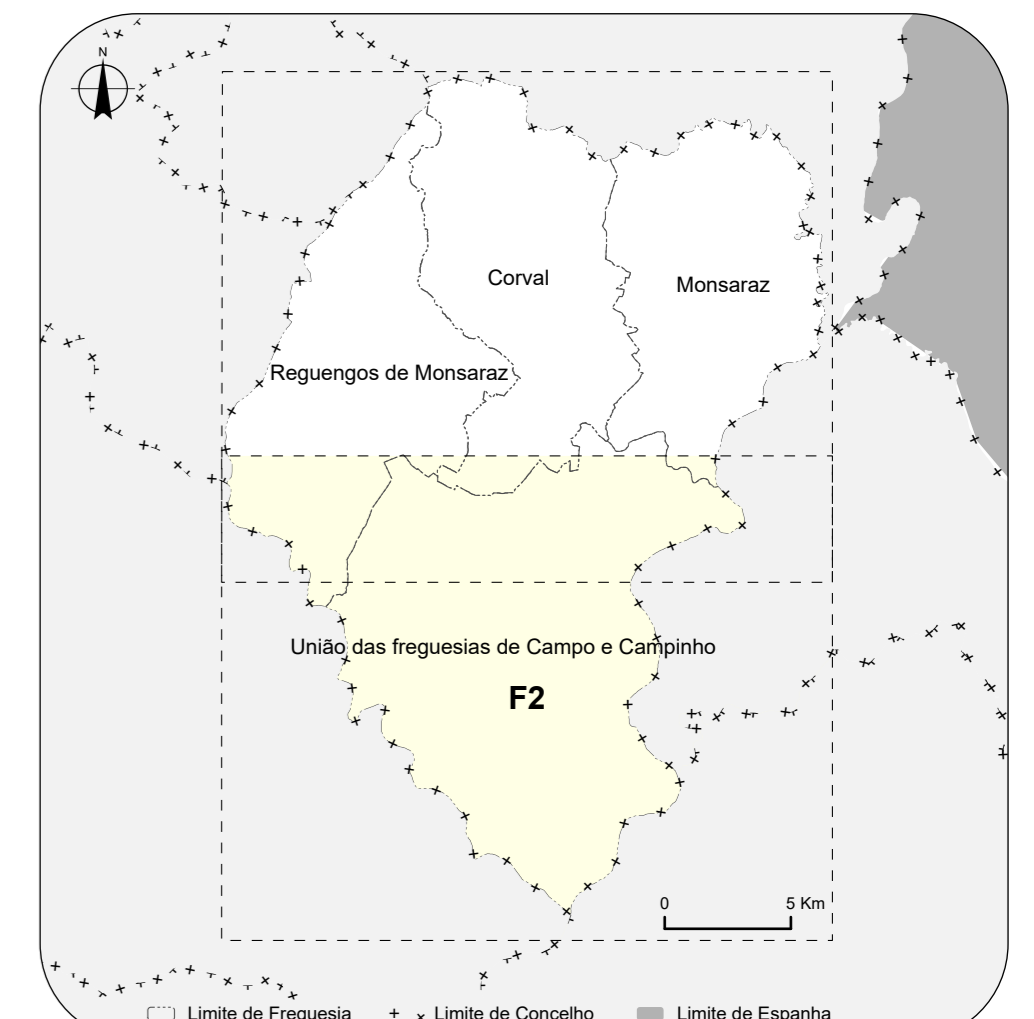 N
Corval
Monsaraz
Reguengos de Monsaraz
União das freguesias de Campo e Campinho
F2
0 5 Km
Limite de Freguesia Limite de Concelho Limite de Espanha